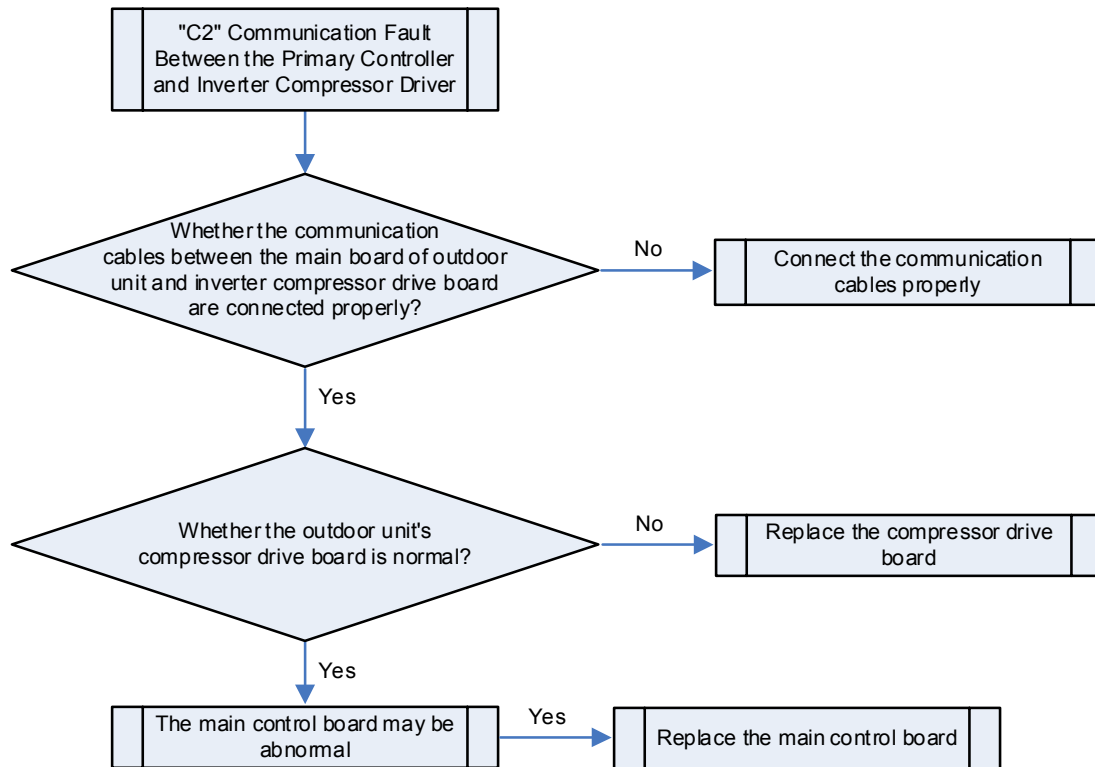 "C2" Communication Fault
Between the Primary Controller
and Inverter Compressor Driver
Whether the communication
cables between the main board of outdoor
unit and inverter compressor drive board
are connected properly?
No
Connect the communication
cables properly
Yes
Whether the outdoor unit's
compressor drive board is normal?
No
Replace the compressor drive
board
Yes
The main control board may be
abnormal
Yes
Replace the main control board